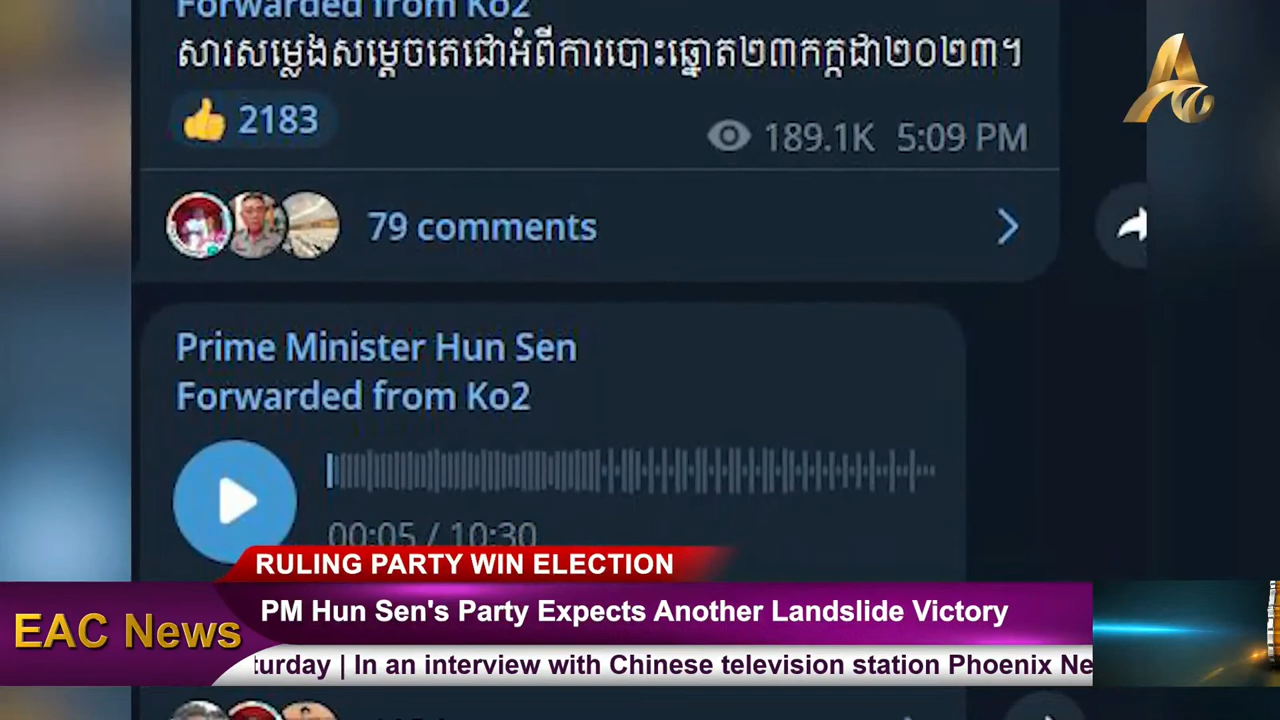 Forwarded from Ko2
សារសម្លេងសម្តេចតេជោអំពីការបោះឆ្នោត២៣កក្កដា២០២៣។
👍 2183
189.1K 5:09 PM
79 comments
Prime Minister Hun Sen
Forwarded from Ko2
00:05 / 10:30
RULING PARTY WIN ELECTION
PM Hun Sen's Party Expects Another Landslide Victory
EAC News
turday | In an interview with Chinese television station Phoenix Ne